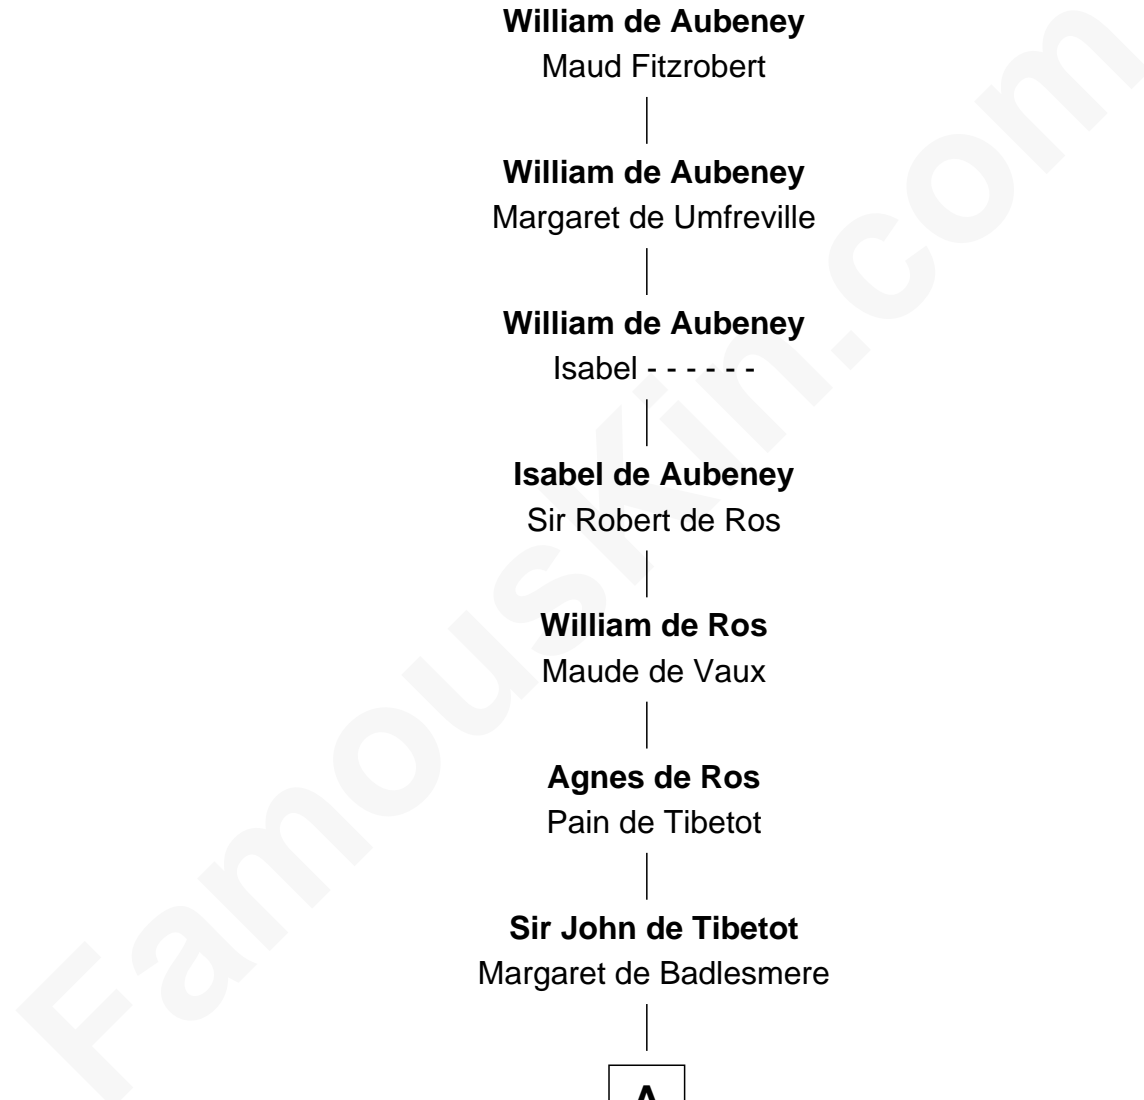 William de Aubeney
Maud Fitzrobert
William de Aubeney
Margaret de Umfreville
William de Aubeney
Isabel - - - - - -
Isabel de Aubeney
Sir Robert de Ros
William de Ros
Maude de Vaux
Agnes de Ros
Pain de Tibetot
Sir John de Tibetot
Margaret de Badlesmere
A
FamousKin.com